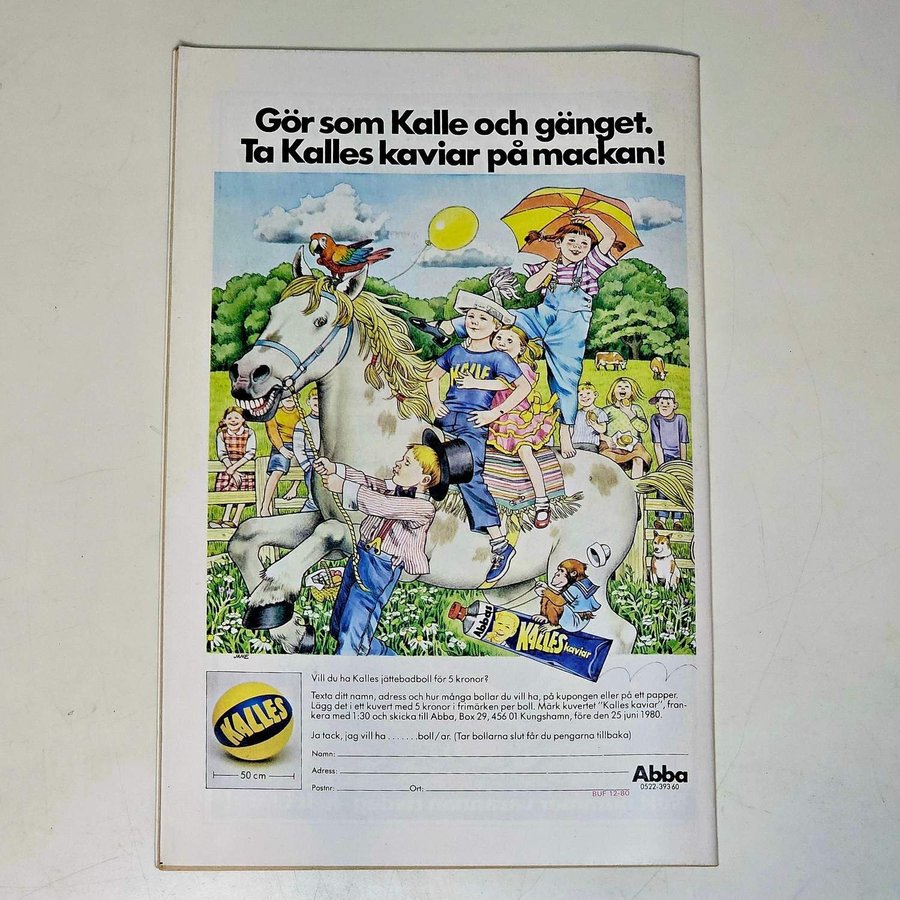 Gör som Kalle och gänget.
Ta Kalles kaviar på mackan!
KALLE
Abbas
KALLES
kaviar
JANE
Vill du ha Kalles jättebadboll för 5 kronor?
Texta ditt namn, adress och hur många bollar du vill ha, på kupongen eller på ett papper.
Lägg det i ett kuvert med 5 kronor i frimärken per boll. Märk kuvertet "Kalles kaviar", fran-
kera med 1:30 och skicka till Abba, Box 29, 456 01 Kungshamn, före den 25 juni 1980.
Ja tack, jag vill ha .......boll/ar. (Tar bollarna slut får du pengarna tillbaka)
KALLES
50 cm
Namn:
Adress:
Postnr: Ort:
Abba
0522-393 60
BUF 12-80